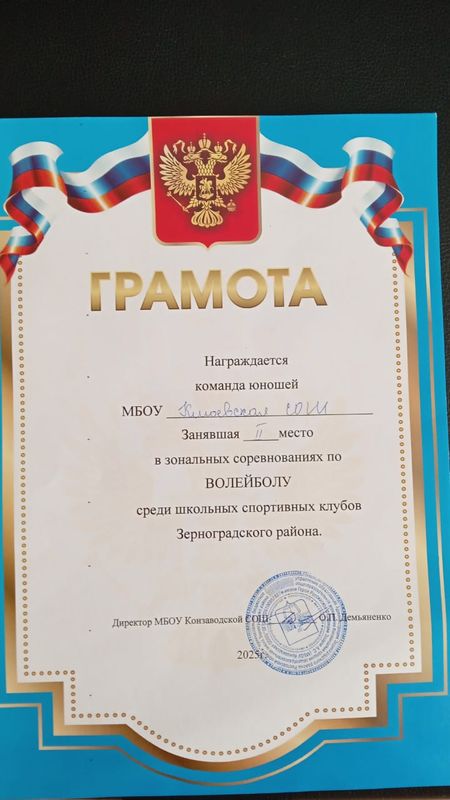 ГРАМОТА
Награждается
команда юношей
МБОУ Клюевская СОШ
Занявшая II место
в зональных соревнованиях по
ВОЛЕЙБОЛУ
среди школьных спортивных клубов
Зерноградского района.
Директор МБОУ Конзаводской СОШ О.П. Демьяненко
2025г.